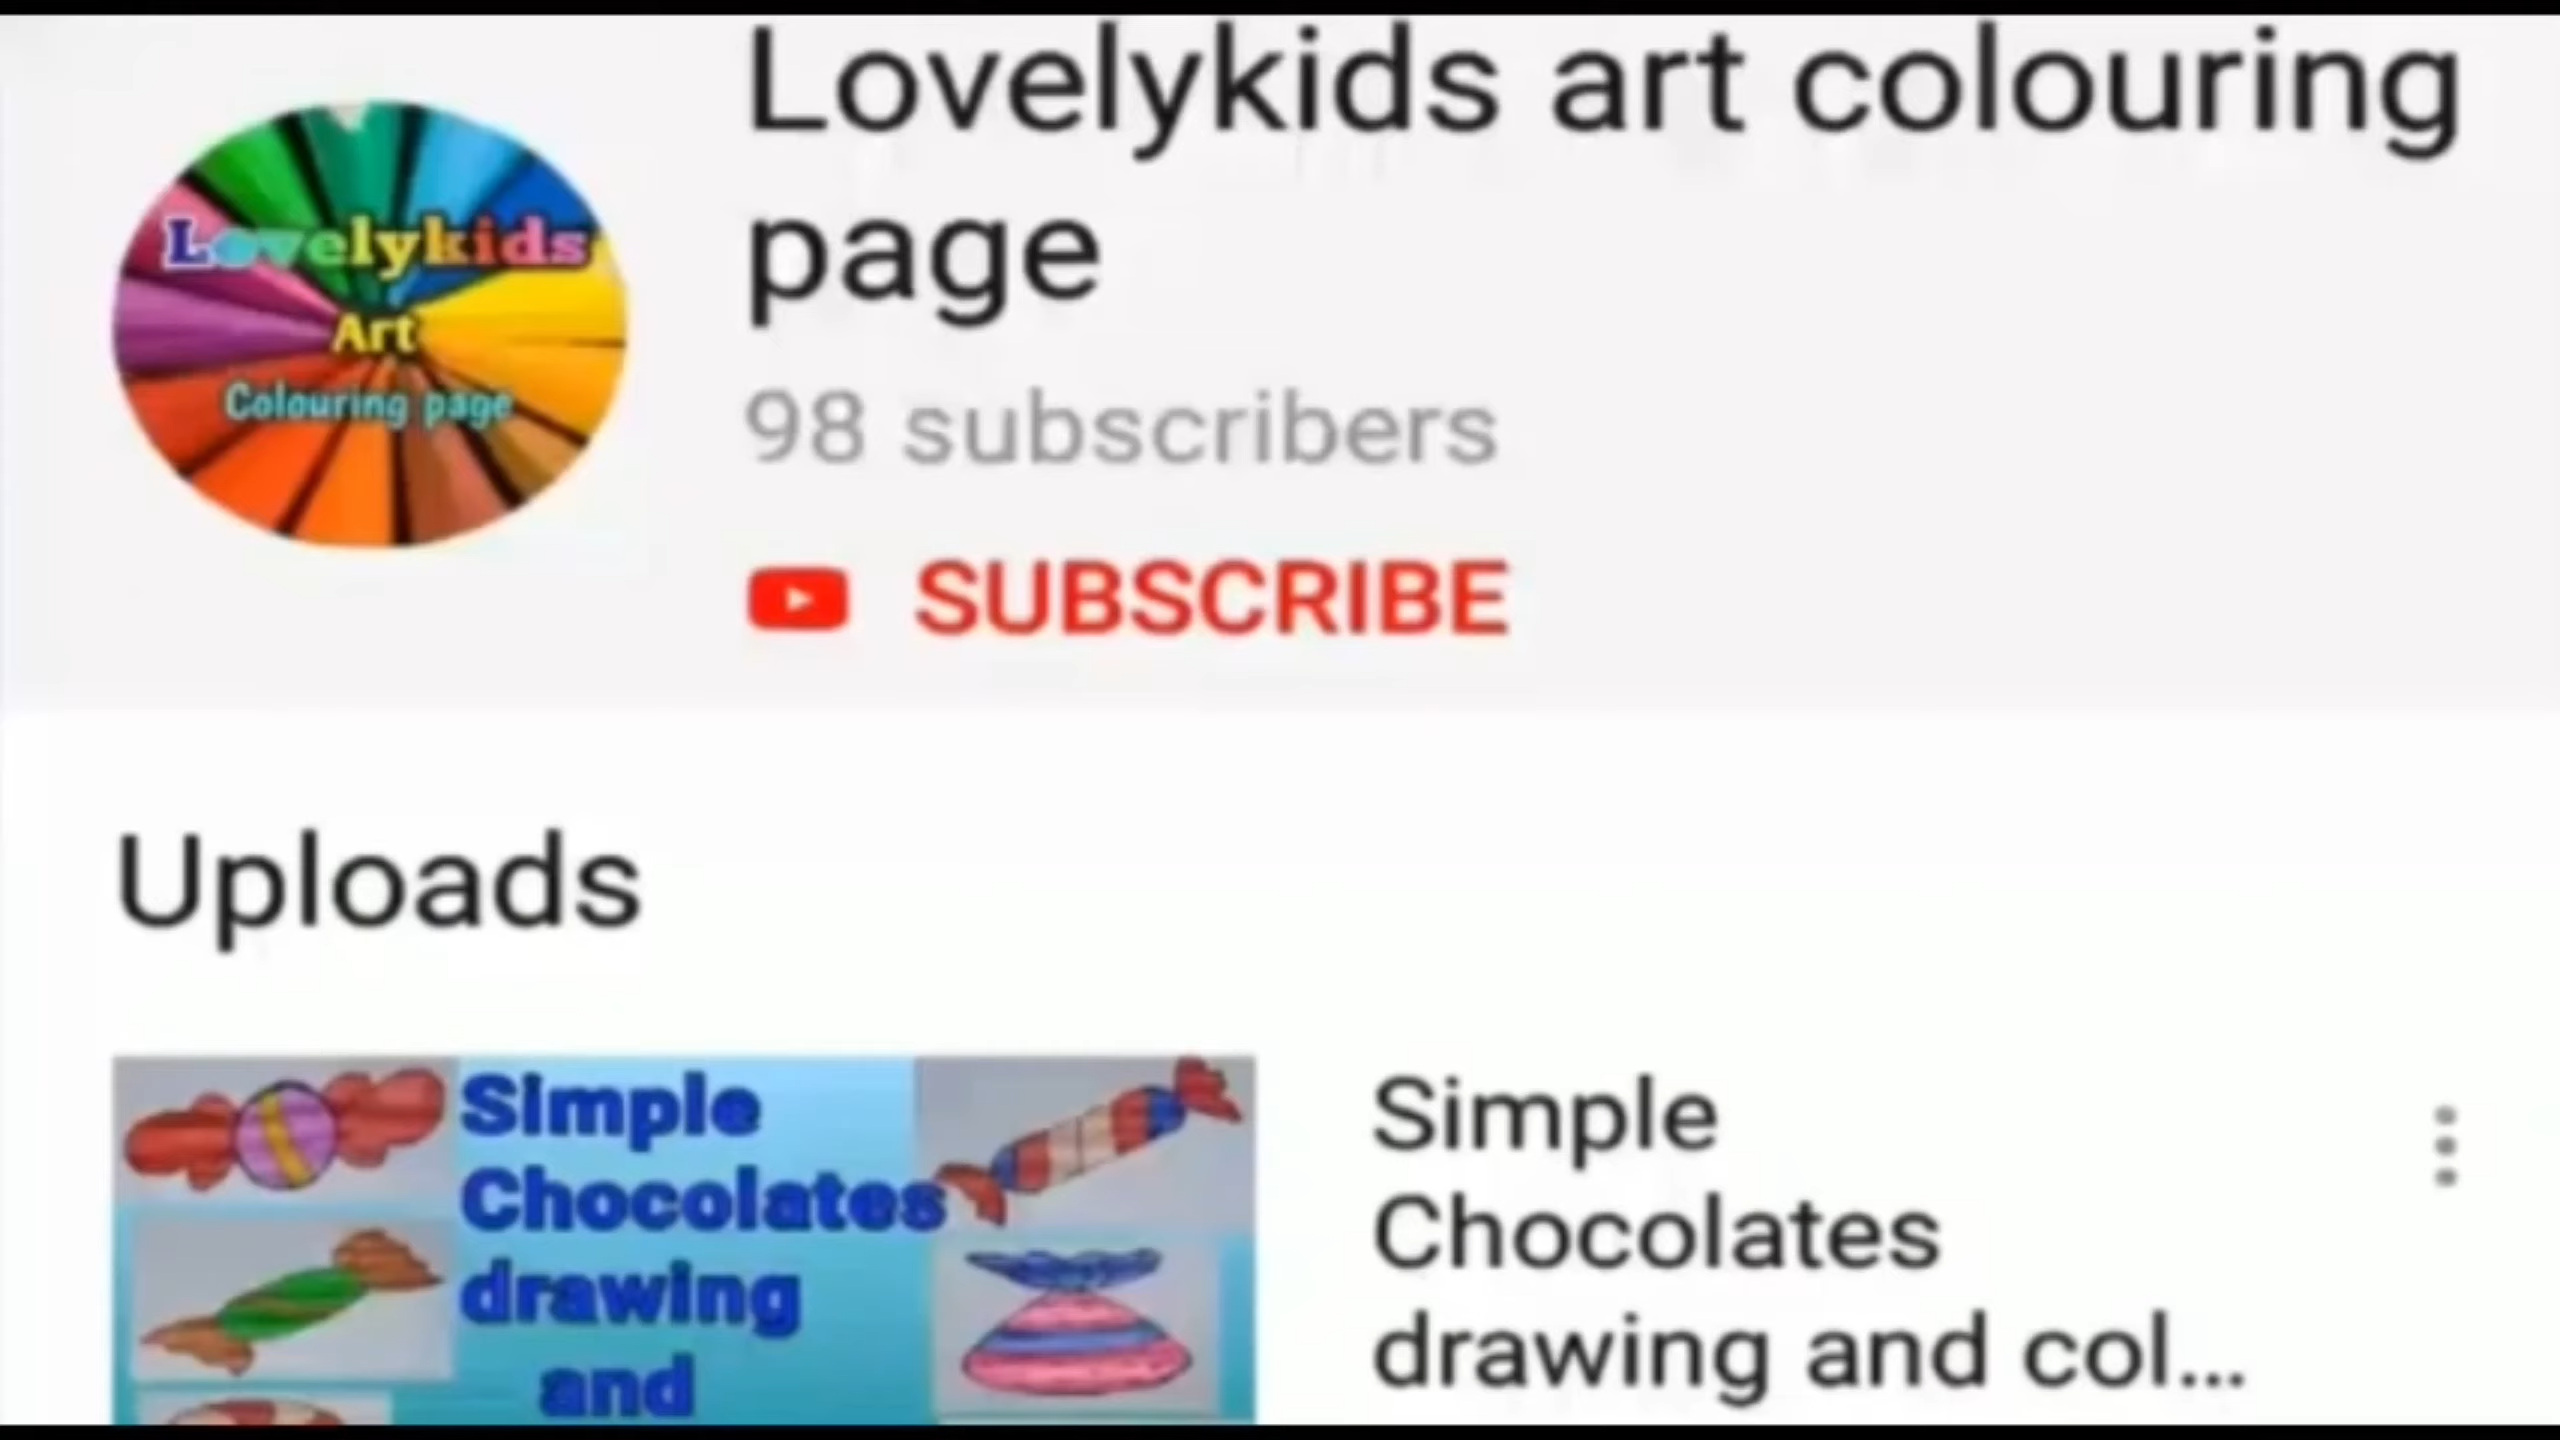 Lovelykids art colouring
page
98 subscribers
SUBSCRIBE
Lovelykids
Art
Colouring page
Uploads
Simple
Chocolates
drawing
and
Simple
Chocolates
drawing and col...